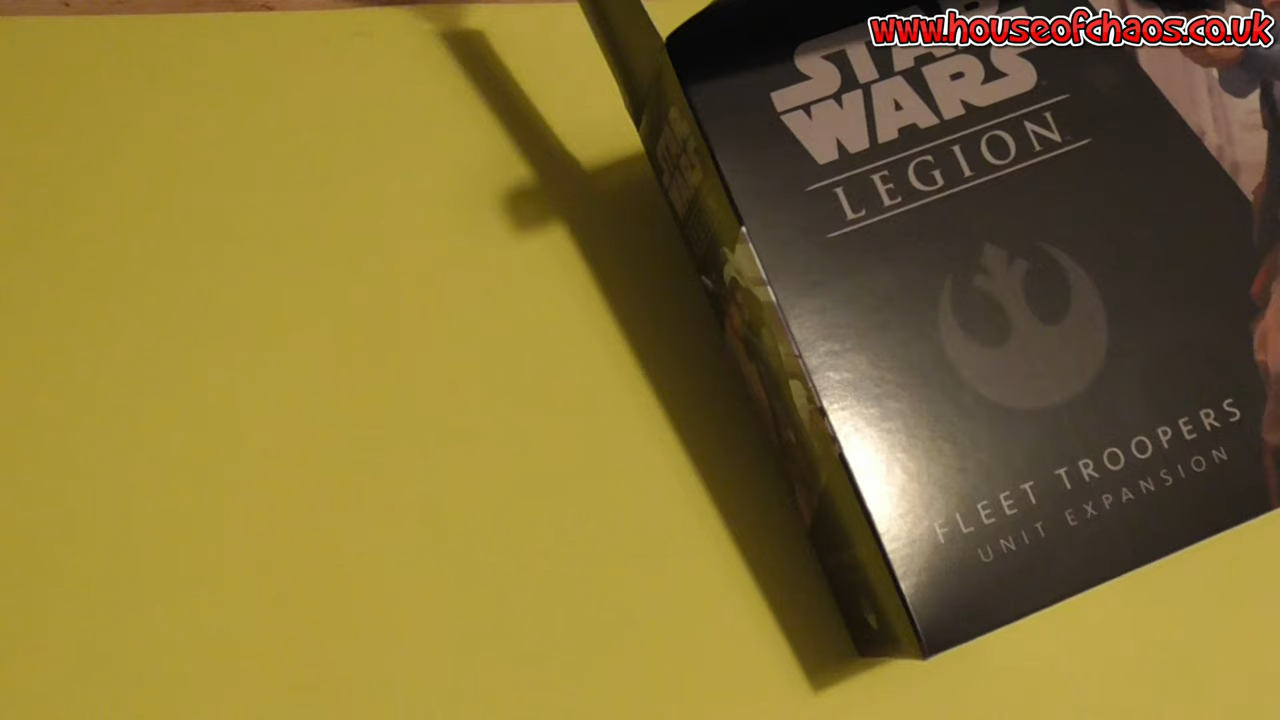 www.houseofchaos.co.uk
STAR
WARS
LEGION
FLEET TROOPERS
UNIT EXPANSION